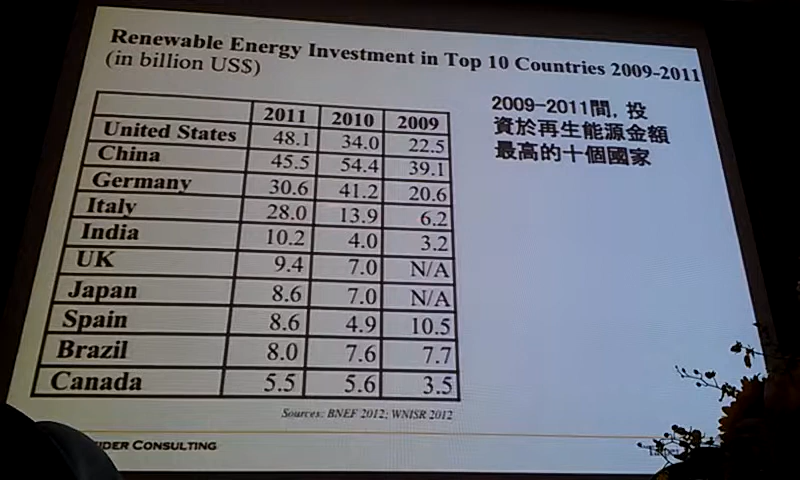 Renewable Energy Investment in Top 10 Countries 2009-2011
(in billion US$)
2009-2011間, 投
資於再生能源金額
最高的十個國家
2011 2010 2009
United States 48.1 34.0 22.5
China 45.5 54.4 39.1
Germany 30.6 41.2 20.6
Italy 28.0 13.9 6.2
India 10.2 4.0 3.2
UK 9.4 7.0 N/A
Japan 8.6 7.0 N/A
Spain 8.6 4.9 10.5
Brazil 8.0 7.6 7.7
Canada 5.5 5.6 3.5
Sources: BNEF 2012; WNISR 2012
IDER CONSULTING